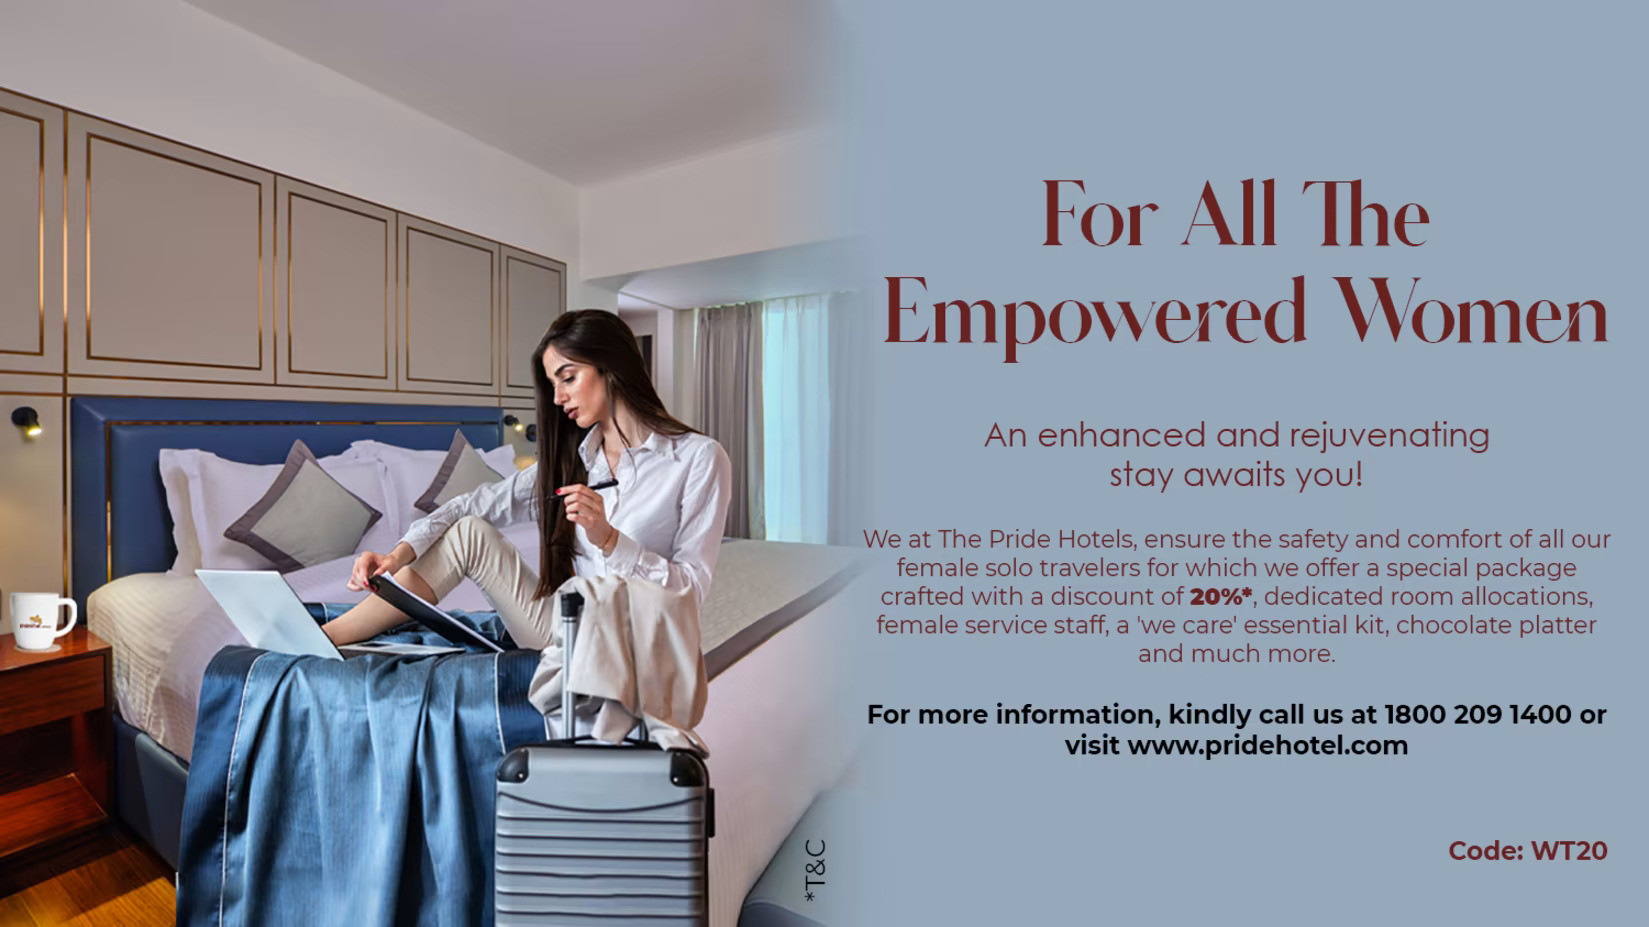 For All The
Empowered Women
An enhanced and rejuvenating
stay awaits you!
We at The Pride Hotels, ensure the safety and comfort of all our
female solo travelers for which we offer a special package
crafted with a discount of 20%*, dedicated room allocations,
female service staff, a 'we care' essential kit, chocolate platter
and much more.
For more information, kindly call us at 1800 209 1400 or
visit www.pridehotel.com
Code: WT20
*T&C